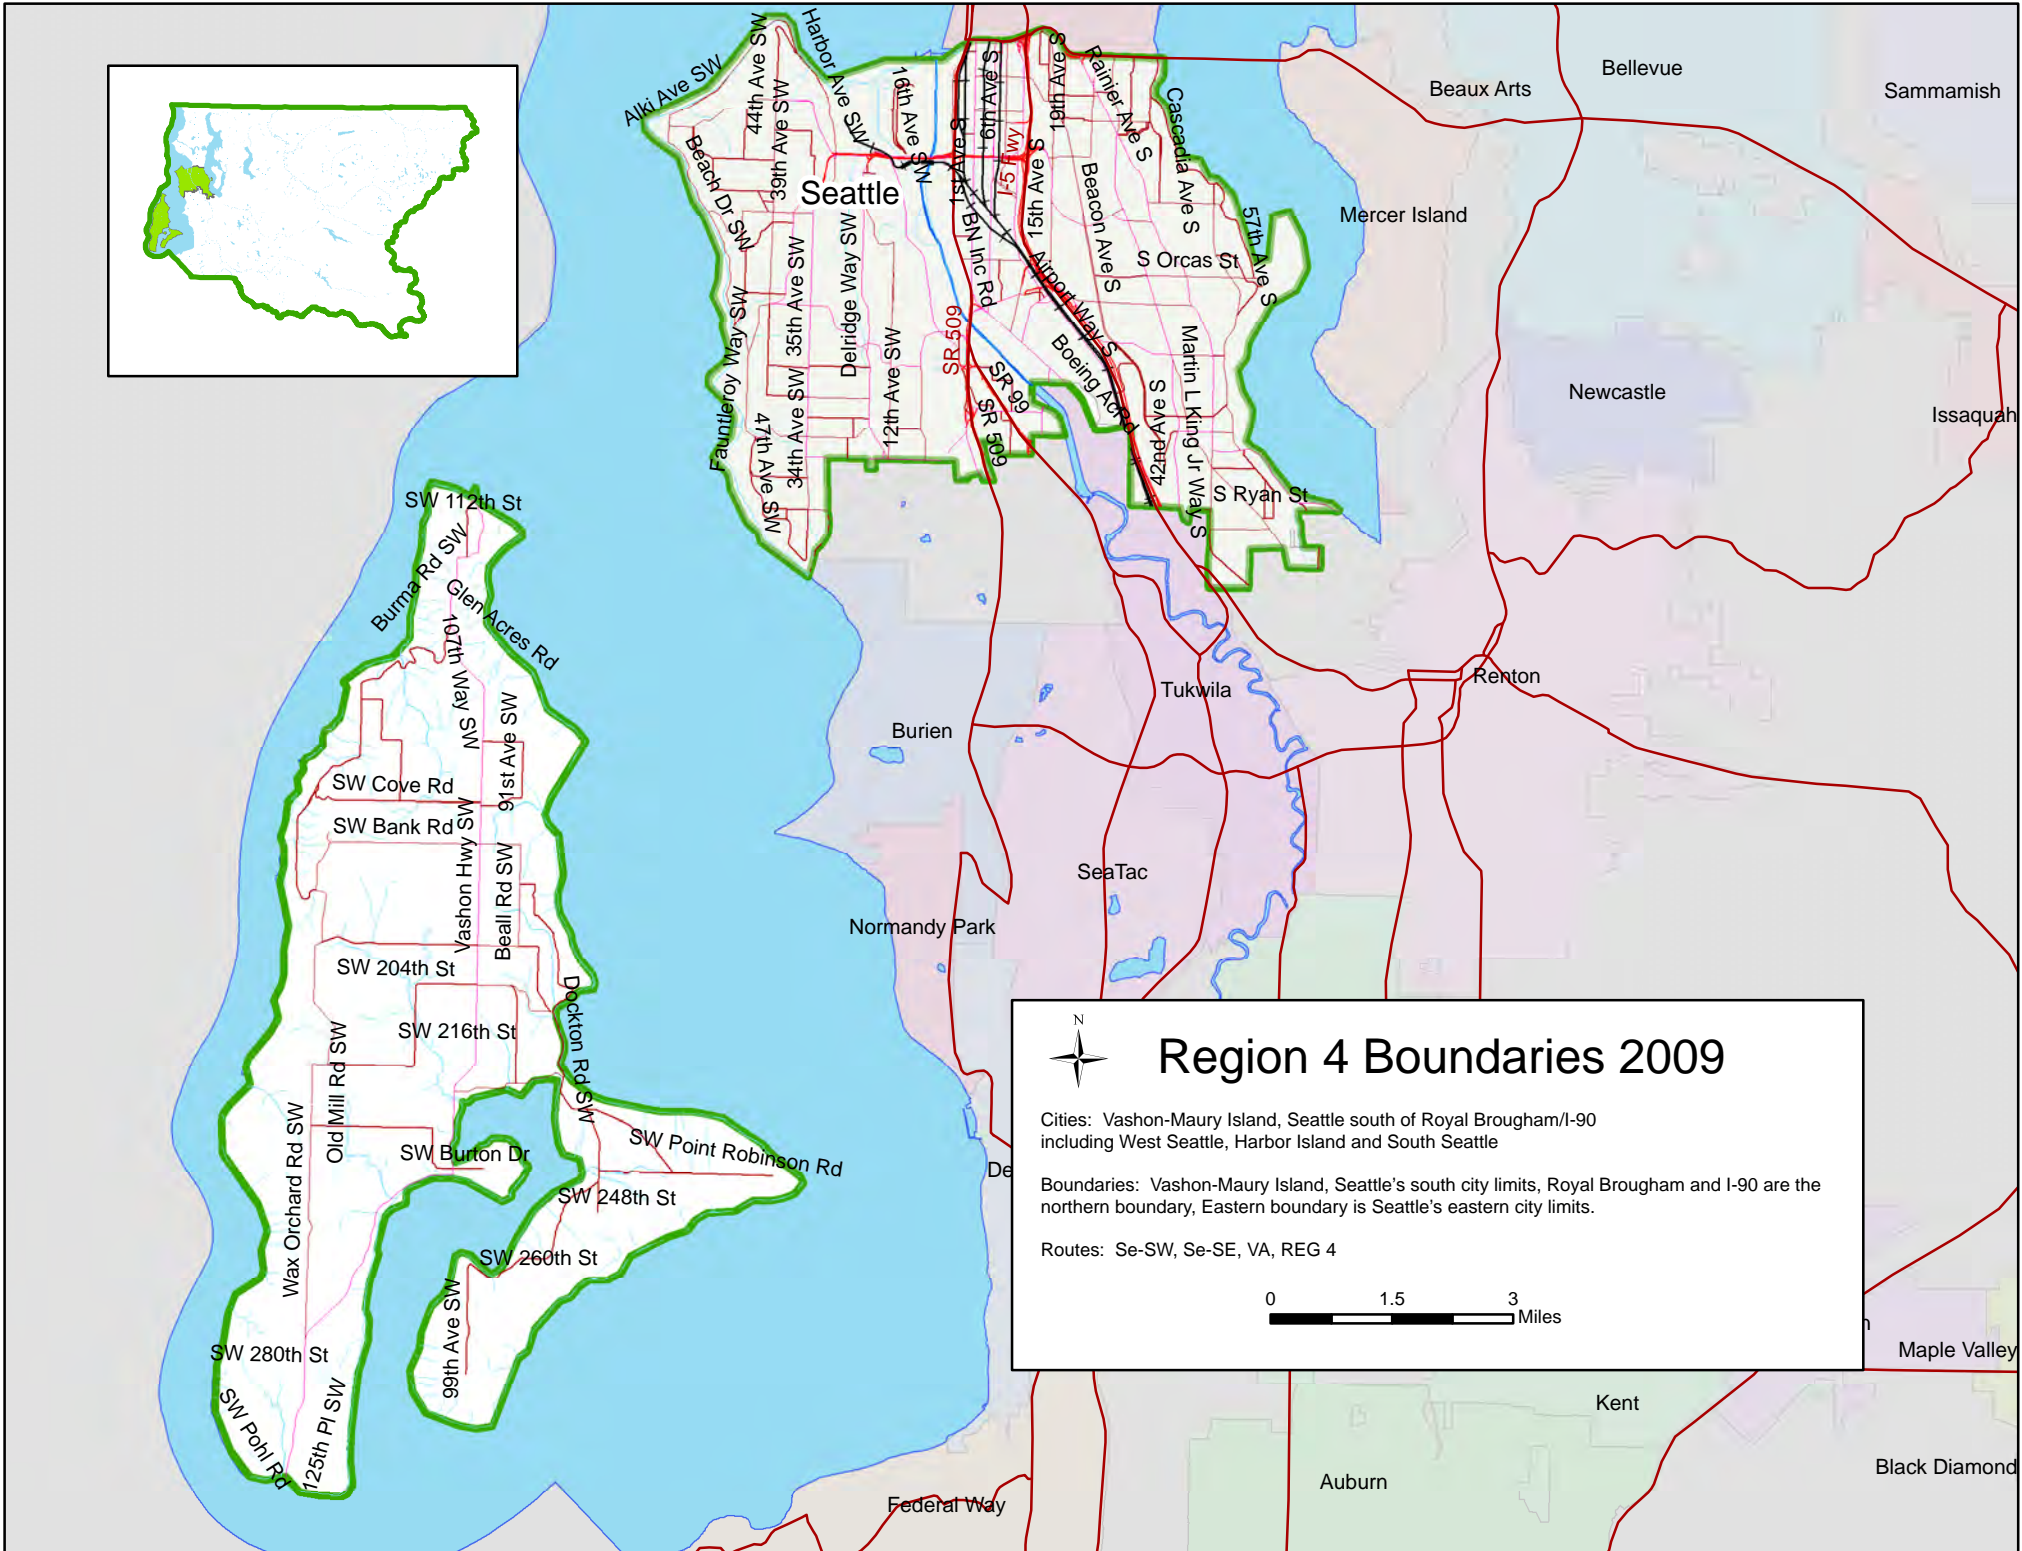 Alki Ave SW
44th Ave SW
Harbor Ave SW
39th Ave SW
16th Ave SW
1st Ave S
6th Ave S
I-5 Fwy
19th Ave S
Rainier Ave S
15th Ave S
Cascadia Ave S
Beach Dr SW
Seattle
Beacon Ave S
57th Ave S
S Orcas St
BN Inc Rd
Airport Way S
Delridge Way SW
35th Ave SW
Fauntleroy Way SW
12th Ave SW
SR 509
SR 99
SR 509
Boeing AcRd
Martin L King Jr Way S
42nd Ave S
34th Ave SW
47th Ave SW
S Ryan St
Beaux Arts
Bellevue
Sammamish
Mercer Island
Newcastle
Issaquah
Renton
Tukwila
Burien
SeaTac
Normandy Park
SW 112th St
Burma Rd SW
Glen Acres Rd
107th Way SW
91st Ave SW
SW Cove Rd
SW Bank Rd
Vashon Hwy SW
Beall Rd SW
SW 204th St
SW 216th St
Dockton Rd SW
Old Mill Rd SW
Wax Orchard Rd SW
SW Burton Dr
SW Point Robinson Rd
SW 248th St
SW 260th St
99th Ave SW
SW 280th St
SW Pohl Rd
125th Pl SW
De
N
Region 4 Boundaries 2009
Cities: Vashon-Maury Island, Seattle south of Royal Brougham/I-90
including West Seattle, Harbor Island and South Seattle
Boundaries: Vashon-Maury Island, Seattle's south city limits, Royal Brougham and I-90 are the
northern boundary, Eastern boundary is Seattle's eastern city limits.
Routes: Se-SW, Se-SE, VA, REG 4
0 1.5 3
Miles
n
Maple Valley
Kent
Black Diamond
Auburn
Federal Way